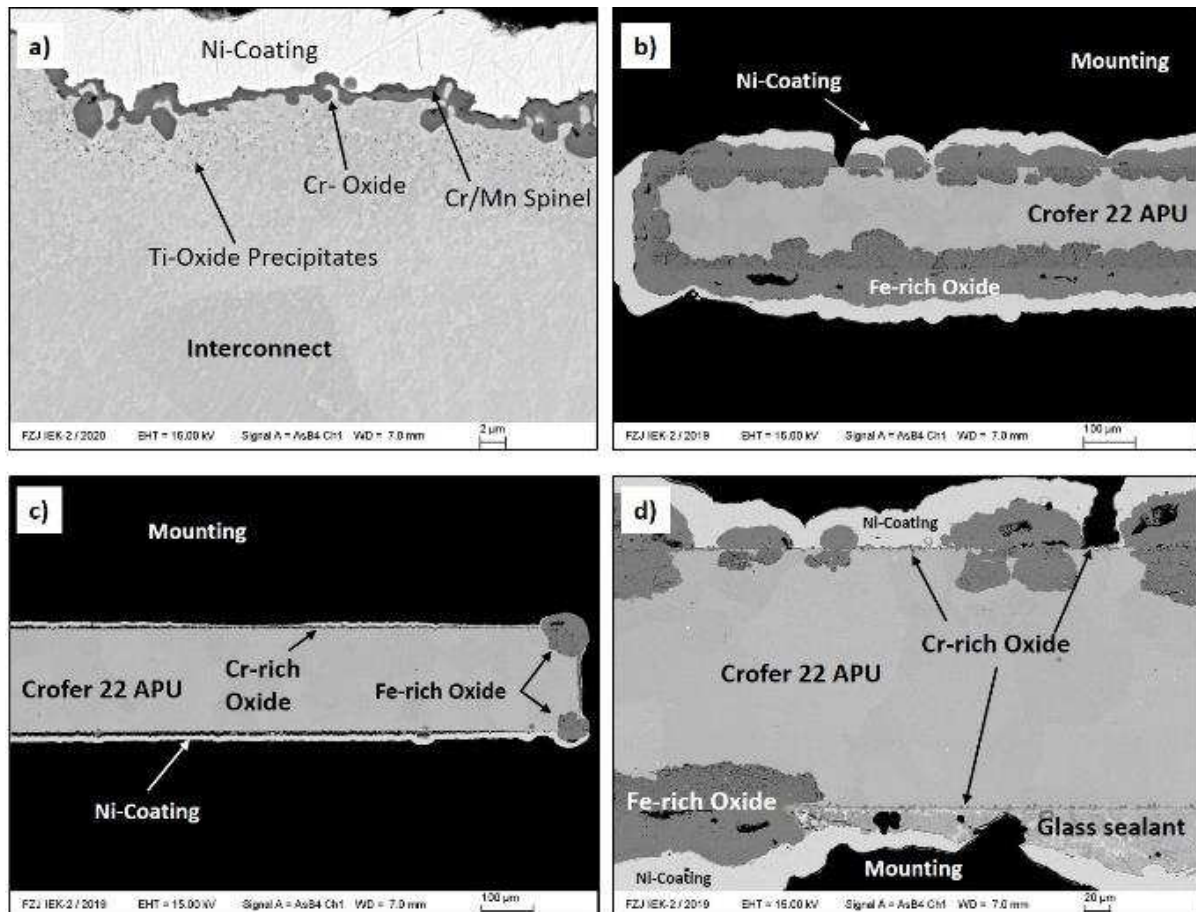 a)
Ni-Coating
Cr- Oxide
Cr/Mn Spinel
Ti-Oxide Precipitates
Interconnect
FZJ IEK-2 / 2020 EHT = 15.00 kV Signal A = AsB4 Ch1 WD = 7.0 mm 2 µm
b)
Mounting
Ni-Coating
Crofer 22 APU
Fe-rich Oxide
FZJ IEK-2 / 2019 EHT = 15.00 kV Signal A = AsB4 Ch1 WD = 7.0 mm 100 µm
c)
Mounting
Cr-rich
Oxide
Crofer 22 APU
Fe-rich Oxide
Ni-Coating
FZJ IEK-2 / 2019 EHT = 15.00 kV Signal A = AsB4 Ch1 WD = 7.0 mm 100 µm
d)
Ni-Coating
Cr-rich Oxide
Crofer 22 APU
Fe-rich Oxide
Glass sealant
Mounting
Ni-Coating
FZJ IEK-2 / 2019 EHT = 15.00 kV Signal A = AsB4 Ch1 WD = 7.0 mm 20 µm